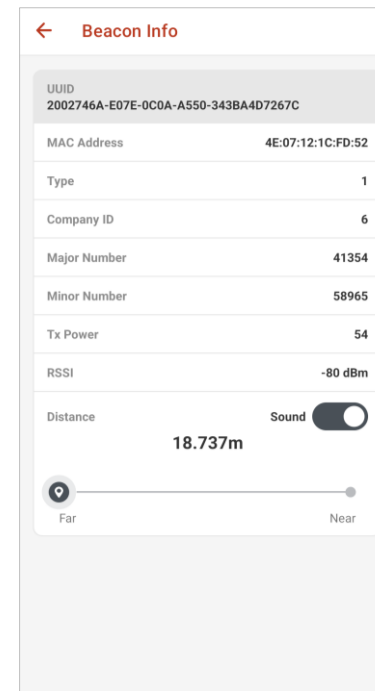 Beacon Info
UUID
2002746A-E07E-0C0A-A550-343BA4D7267C
MAC Address 4E:07:12:1C:FD:52
Type 1
Company ID 6
Major Number 41354
Minor Number 58965
Tx Power 54
RSSI -80 dBm
Distance Sound
18.737m
Far Near